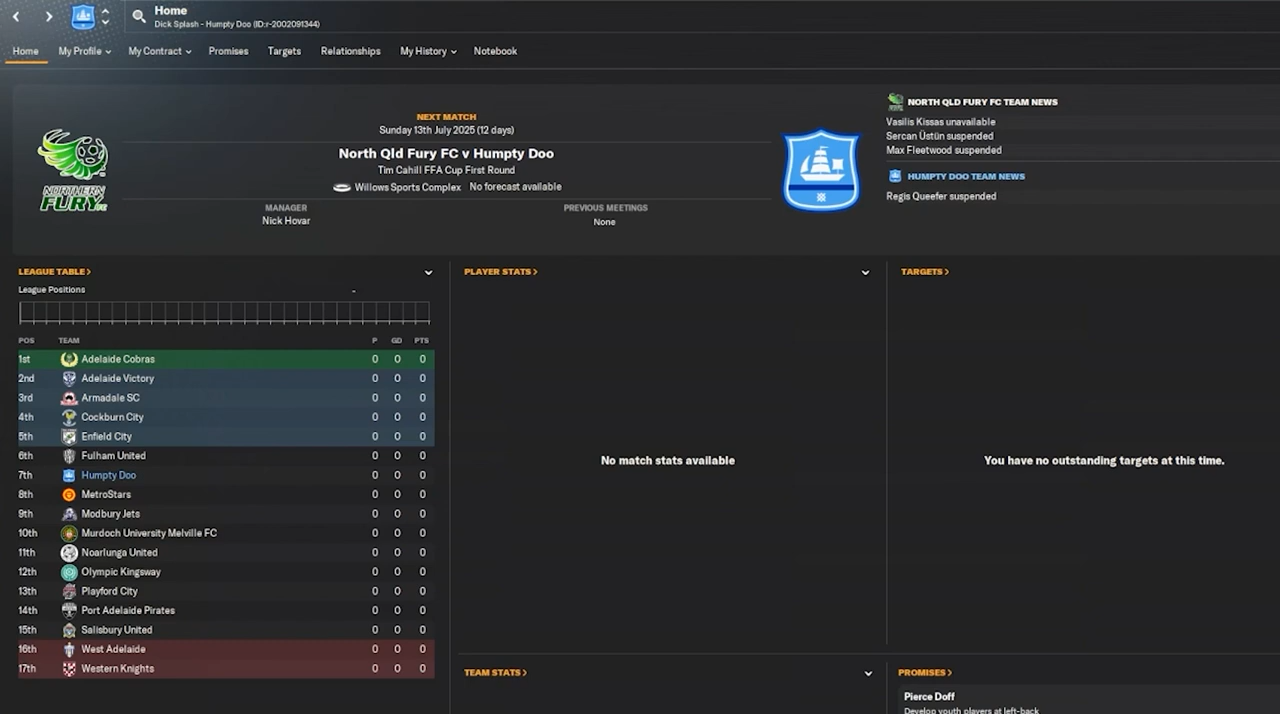 Home
Dick Splash - Humpty Doo (ID:r-2002091344)
Home My Profile My Contract Promises Targets Relationships My History Notebook
NORTHERN
FURY FC
NEXT MATCH
Sunday 13th July 2025 (12 days)
North Qld Fury FC v Humpty Doo
Tim Cahill FFA Cup First Round
Willows Sports Complex No forecast available
MANAGER
Nick Hovar
PREVIOUS MEETINGS
None
NORTH QLD FURY FC TEAM NEWS
Vasilis Kissas unavailable
Sercan Üstün suspended
Max Fleetwood suspended
HUMPTY DOO TEAM NEWS
Regis Queefer suspended
LEAGUE TABLE >
League Positions -
POS TEAM P GD PTS
1st Adelaide Cobras 0 0 0
2nd Adelaide Victory 0 0 0
3rd Armadale SC 0 0 0
4th Cockburn City 0 0 0
5th Enfield City 0 0 0
6th Fulham United 0 0 0
7th Humpty Doo 0 0 0
8th MetroStars 0 0 0
9th Modbury Jets 0 0 0
10th Murdoch University Melville FC 0 0 0
11th Noarlunga United 0 0 0
12th Olympic Kingsway 0 0 0
13th Playford City 0 0 0
14th Port Adelaide Pirates 0 0 0
15th Salisbury United 0 0 0
16th West Adelaide 0 0 0
17th Western Knights 0 0 0
PLAYER STATS >
No match stats available
TARGETS >
You have no outstanding targets at this time.
TEAM STATS >
PROMISES >
Pierce Doff
Develop youth players at left-back